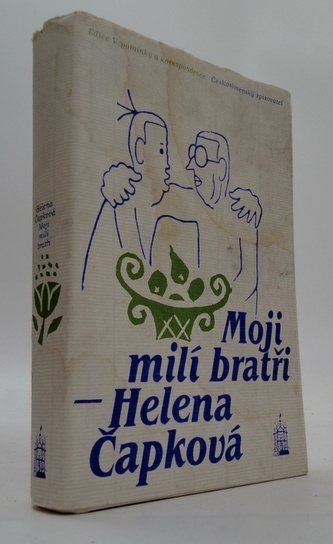 Edice Vzpomínky a korespondence Československý spisovatel
Moji
milí bratři
– Helena
Čapková
Helena
Čapková
Moji
milí
bratři